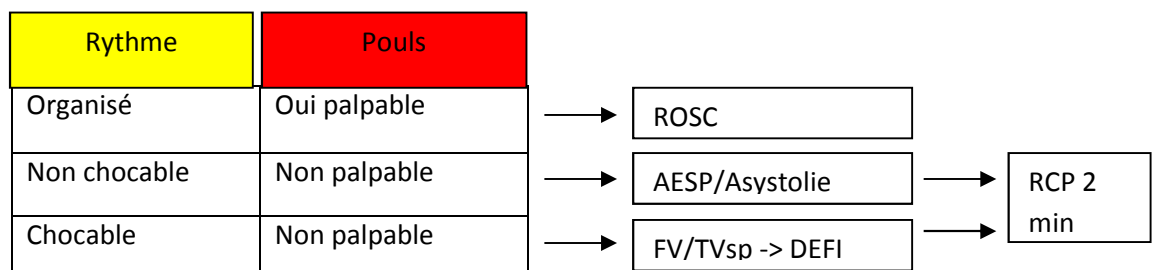 Rythme Pouls
Organisé Oui palpable ROSC
Non chocable Non palpable AESP/Asystolie RCP 2
min
Chocable Non palpable FV/TVsp -> DEFI